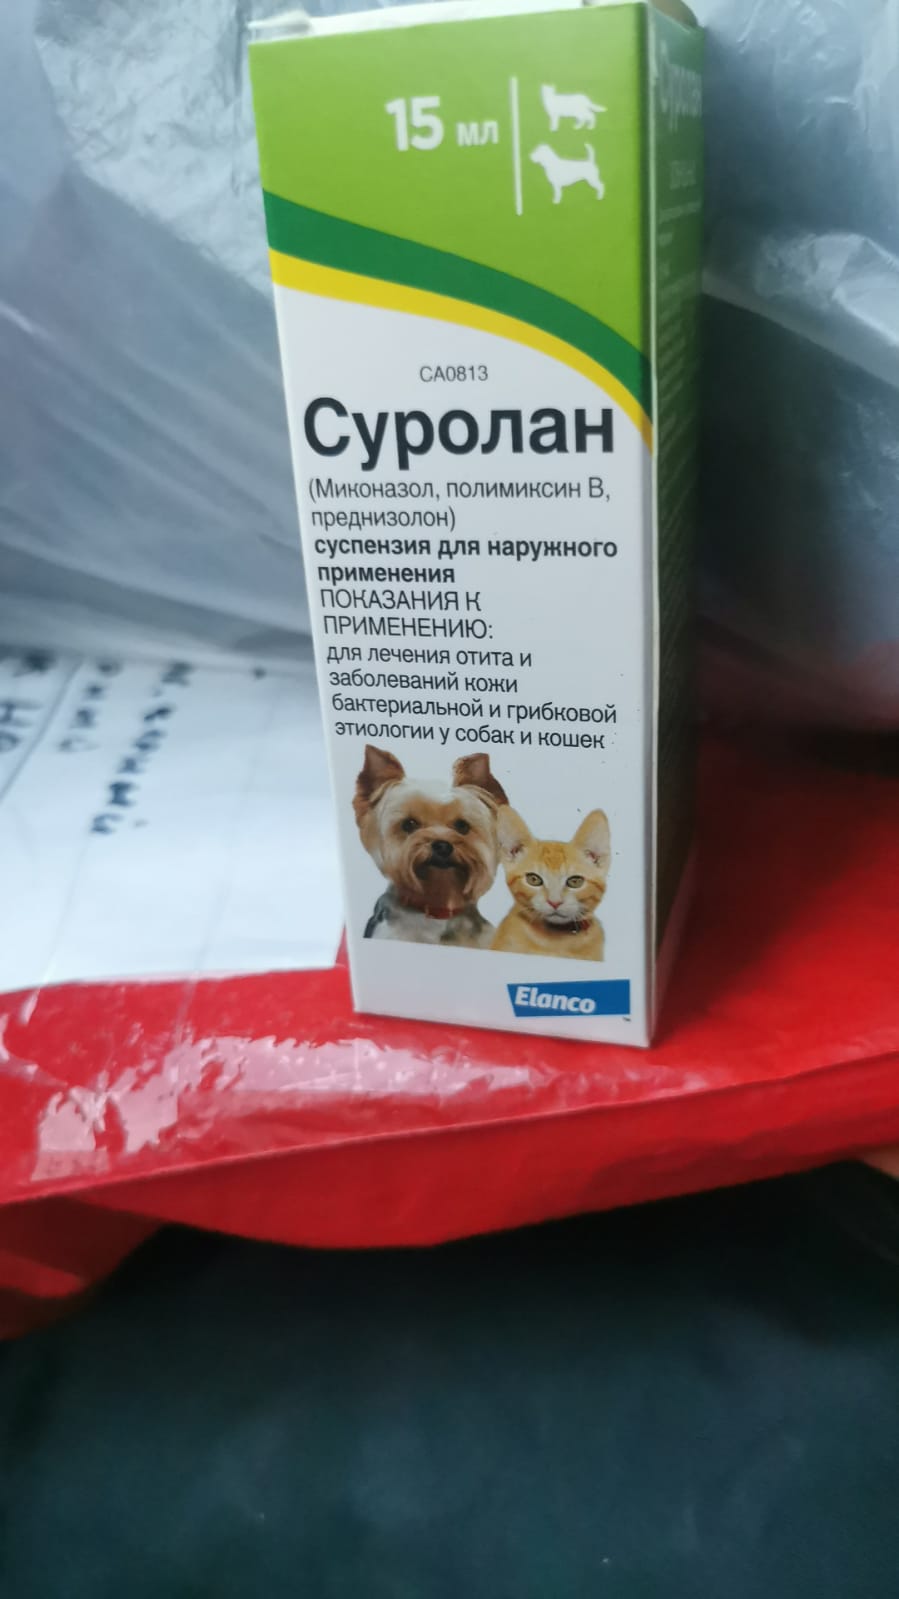 15 мл
CA0813
Суролан
(Миконазол, полимиксин В,
преднизолон)
суспензия для наружного
применения
ПОКАЗАНИЯ К
ПРИМЕНЕНИЮ:
для лечения отита и
заболеваний кожи
бактериальной и грибковой
этиологии у собак и кошек
Elanco
Суролан